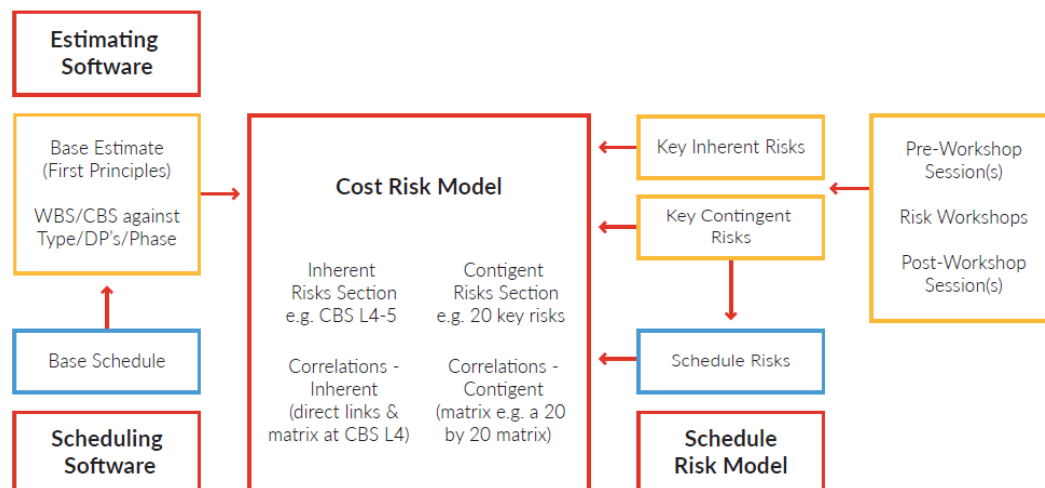 Estimating
Software
Base Estimate
(First Principles)
WBS/CBS against
Type/DP's/Phase
Base Schedule
Scheduling
Software
Cost Risk Model
Inherent
Risks Section
e.g. CBS L4-5
Contigent
Risks Section
e.g. 20 key risks
Correlations -
Inherent
(direct links &
matrix at CBS L4)
Correlations -
Contigent
(matrix e.g. a 20
by 20 matrix)
Key Inherent Risks
Key Contingent
Risks
Schedule Risks
Schedule
Risk Model
Pre-Workshop
Session(s)
Risk Workshops
Post-Workshop
Session(s)